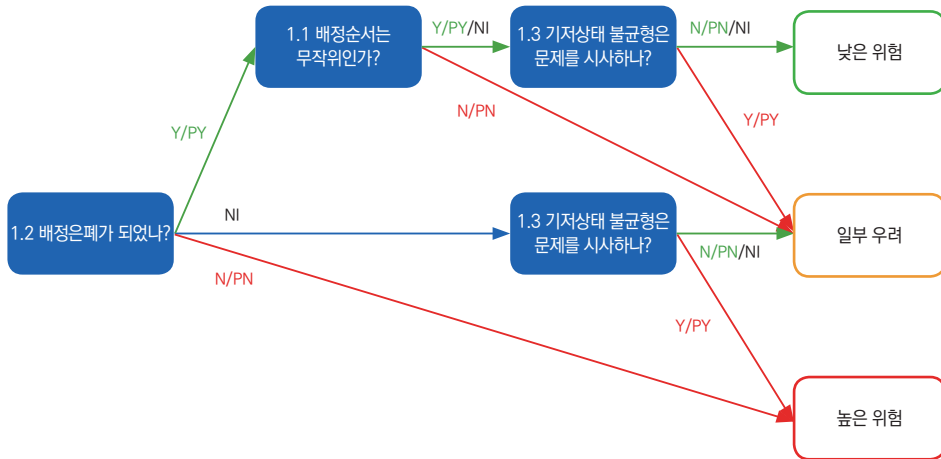 1.1 배정순서는
무작위인가?
Y/PY/NI
1.3 기저상태 불균형은
문제를 시사하나?
N/PN/NI
낮은 위험
N/PN
Y/PY
Y/PY
1.2 배정은폐가 되었나?
NI
1.3 기저상태 불균형은
문제를 시사하나?
N/PN/NI
일부 우려
N/PN
Y/PY
높은 위험